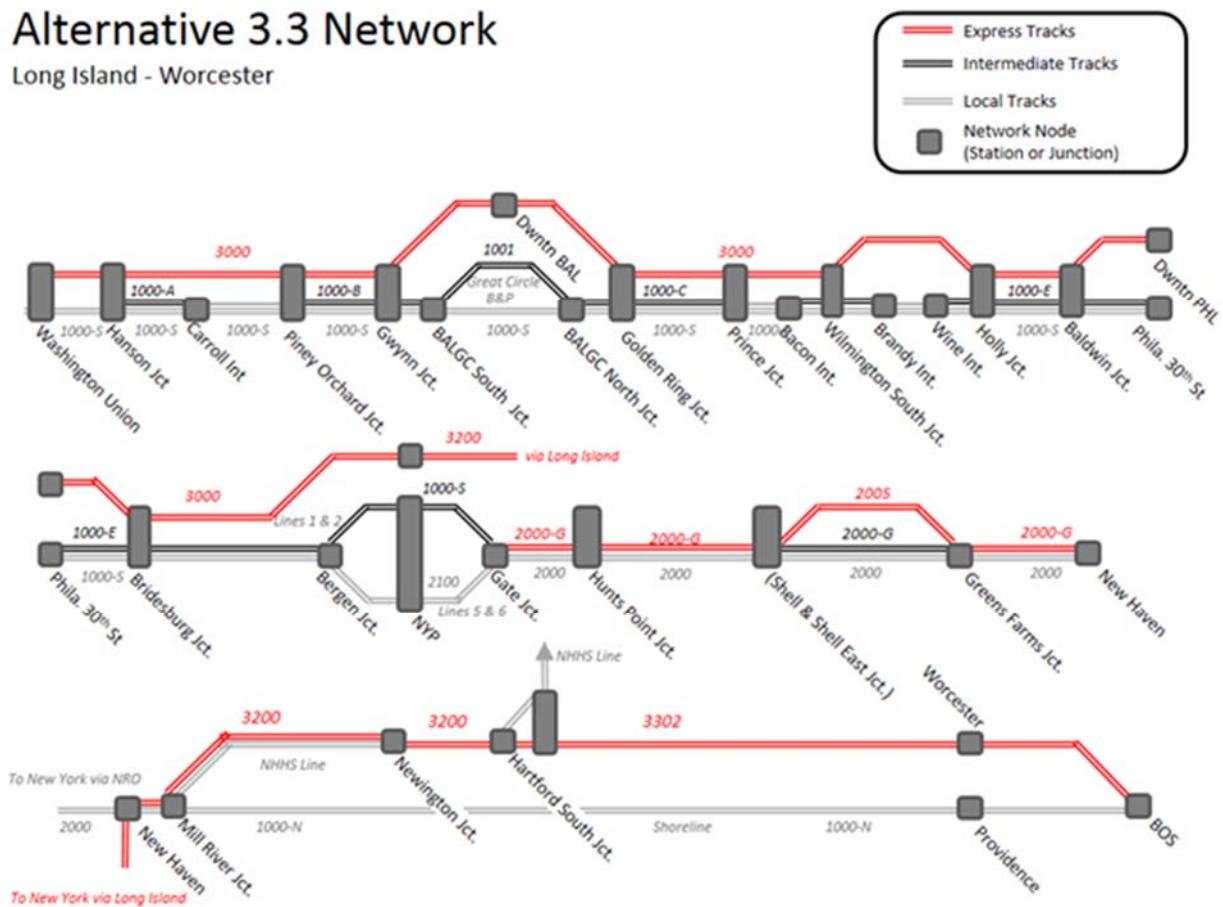 Alternative 3.3 Network
Long Island - Worcester
Express Tracks
Intermediate Tracks
Local Tracks
Network Node
(Station or Junction)
Dwntn BAL
3000
1001
3000
Great Circle
B&P
Dwntn PHL
1000-A
1000-B
1000-C
1000-E
1000-S
1000-S
1000-S
1000-S
1000-S
1000-S
1000-S
Washington Union
Hanson Jct
Carroll Int
Piney Orchard Jct.
Gwynn Jct.
BALGC South Jct.
BALGC North Jct.
Golden Ring Jct.
Prince Jct.
Bacon Int.
Wilmington South Jct.
Brandy Int.
Wine Int.
Holly Jct.
Baldwin Jct.
Phila. 30th St
3200
via Long Island
3000
1000-S
Lines 1 & 2
1000-E
2000-G
2000-G
2005
2000-G
2000-G
1000-S
2100
Lines 5 & 6
2000
2000
2000
2000
Phila. 30th St
Bridesburg Jct.
Bergen Jct.
NYP
Gate Jct.
Hunts Point Jct.
(Shell & Shell East Jct.)
Greens Farms Jct.
New Haven
NHHS Line
Worcester
3200
3200
3302
NHHS Line
Newington Jct.
Hartford South Jct.
To New York via NRO
2000
1000-N
Shoreline
1000-N
New Haven
Mill River Jct.
Providence
BOS
To New York via Long Island